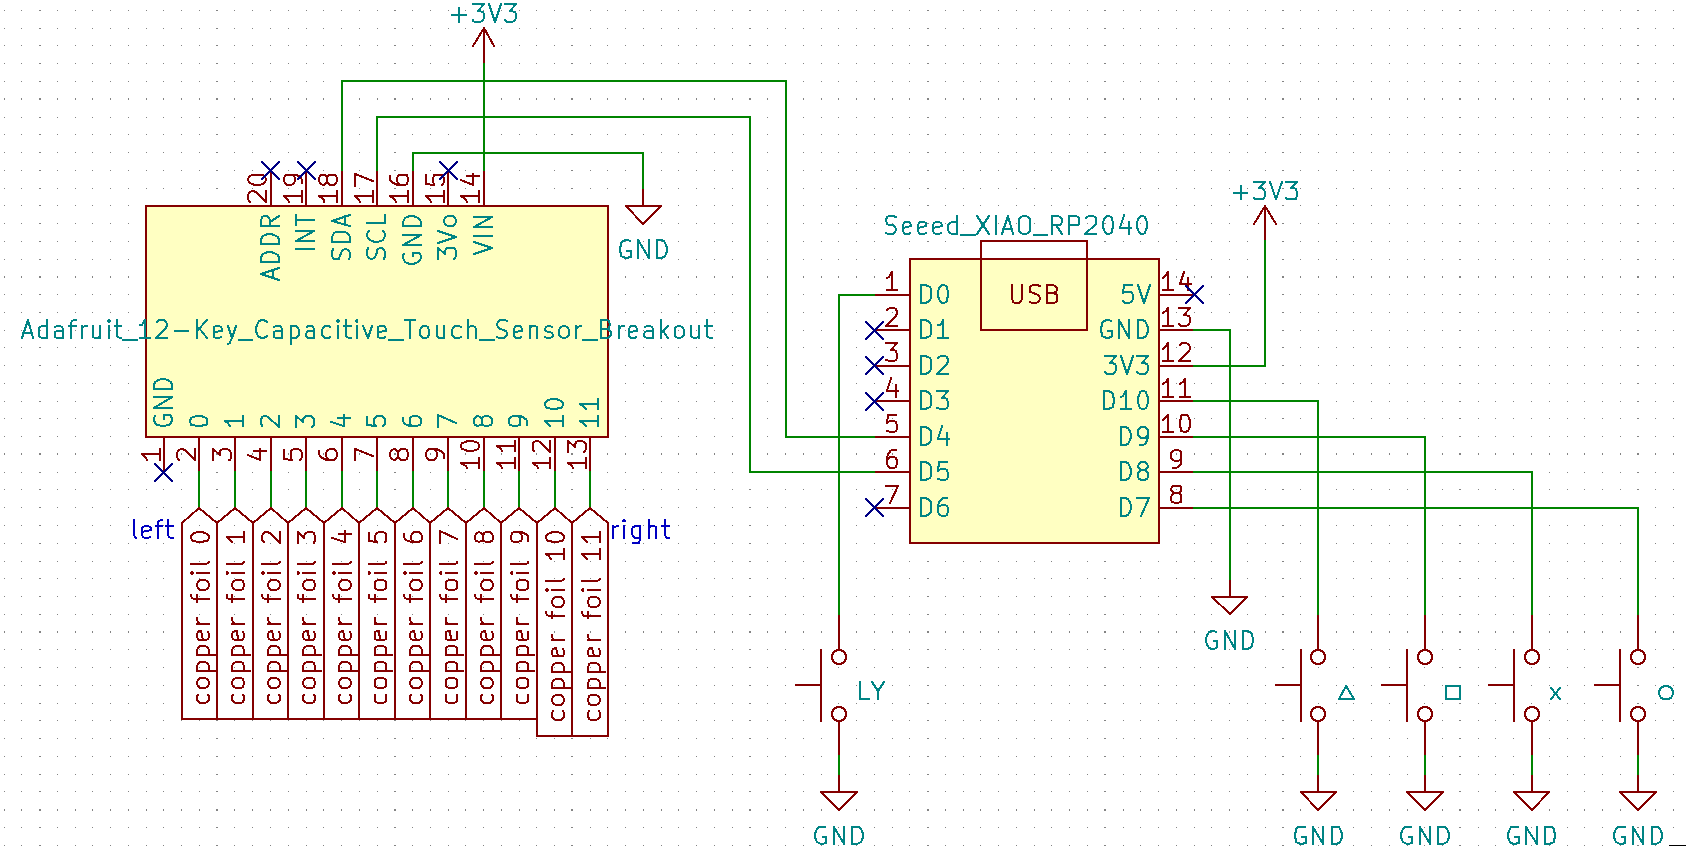 +3V3
20
19
18
17
16
15
14
ADDR
INT
SDA
SCL
GND
3Vo
VIN
GND
Adafruit_12-Key_Capacitive_Touch_Sensor_Breakout
GND
0
1
2
3
4
5
6
7
8
9
10
11
1
2
3
4
5
6
7
8
9
10
11
12
13
left
right
copper foil 0
copper foil 1
copper foil 2
copper foil 3
copper foil 4
copper foil 5
copper foil 6
copper foil 7
copper foil 8
copper foil 9
copper foil 10
copper foil 11
Seeed_XIAO_RP2040
USB
+3V3
1 D0
2 D1
3 D2
4 D3
5 D4
6 D5
7 D6
5V 14
GND 13
3V3 12
D10 11
D9 10
D8 9
D7 8
GND
LY
△
□
x
○
GND
GND
GND
GND
GND_